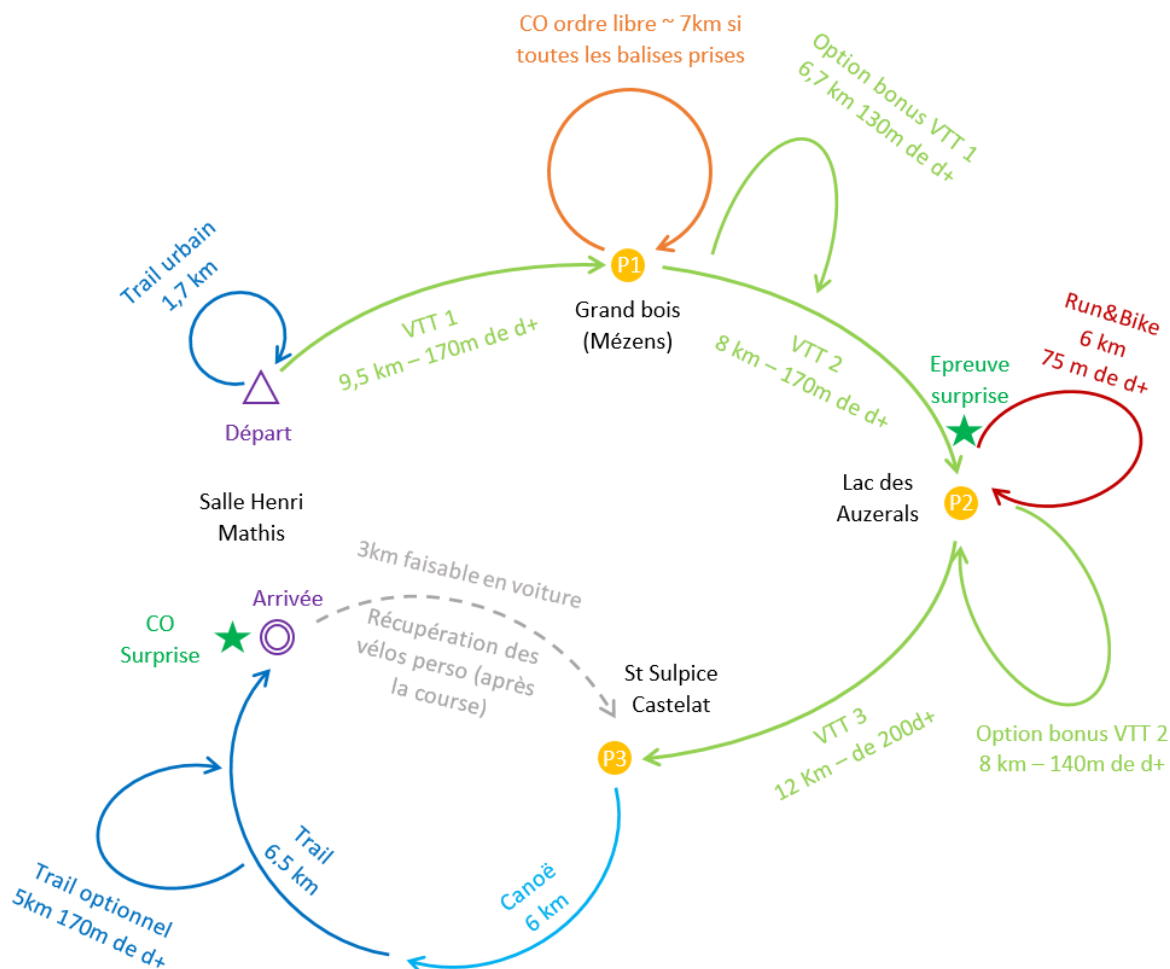 CO ordre libre ~ 7km si
toutes les balises prises
Option bonus VTT 1
6,7 km 130m de d+
Trail urbain
1,7 km
P1
Grand bois
(Mézens)
VTT 1
9,5 km – 170m de d+
VTT 2
8 km – 170m de d+
Run&Bike
6 km
75 m de d+
Epreuve
surprise
Départ
Salle Henri
Mathis
Lac des
Auzerals
P2
3km faisable en voiture
Récupération des
vélos perso (après
la course)
Arrivée
CO
Surprise
St Sulpice
Castelat
P3
VTT 3
12 Km – de 200d+
Option bonus VTT 2
8 km – 140m de d+
Trail
6,5 km
Trail optionnel
5km 170m de d+
Canoë
6 km